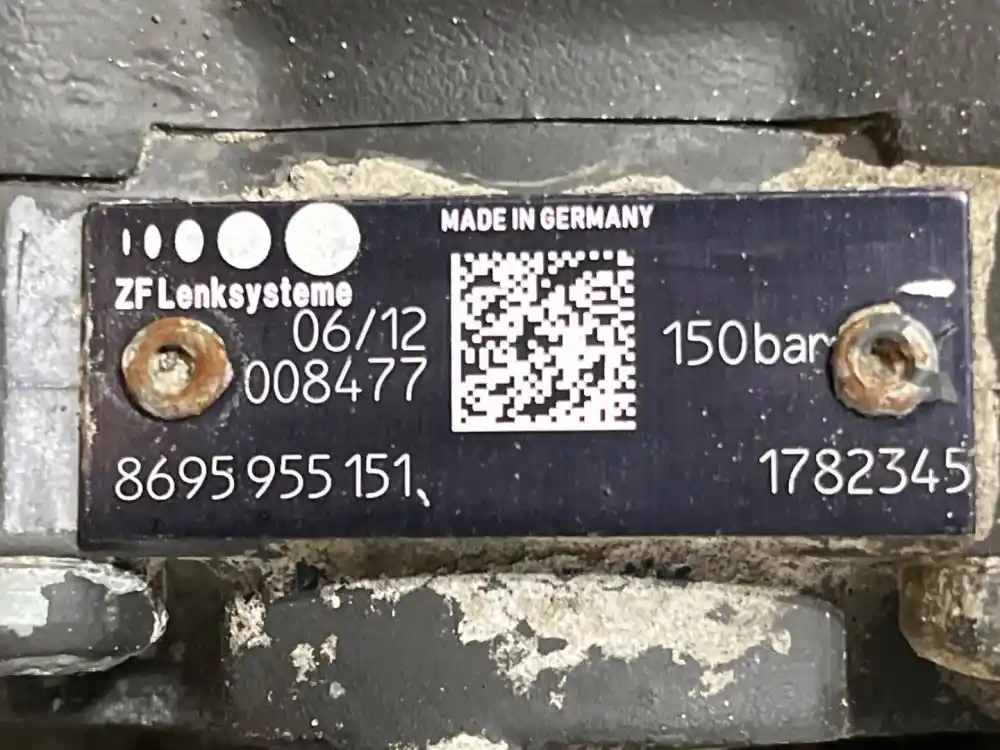 MADE IN GERMANY
ZF Lenksysteme
06/12
008477
150bar
8695 955 151
1782345